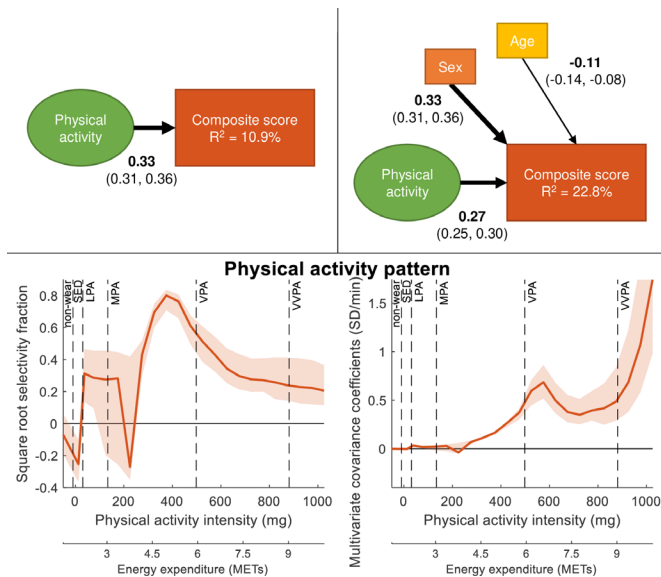 Physical
activity
Composite score
R² = 10.9%
0.33
(0.31, 0.36)
Age
Sex
-0.11
(-0.14, -0.08)
0.33
(0.31, 0.36)
Physical
activity
Composite score
R² = 22.8%
0.27
(0.25, 0.30)
Physical activity pattern
Square root selectivity fraction
0.8
0.6
0.4
0.2
0
-0.2
-0.4
non-wear
SED
LPA
MPA
VPA
VVPA
0
200
400
600
800
1000
Physical activity intensity (mg)
3
4.5
6
7.5
9
Energy expenditure (METs)
Multivariate covariance coefficients (SD/min)
1.5
1
0.5
0
non-wear
SED
LPA
MPA
VPA
VVPA
0
200
400
600
800
1000
Physical activity intensity (mg)
3
4.5
6
7.5
9
Energy expenditure (METs)